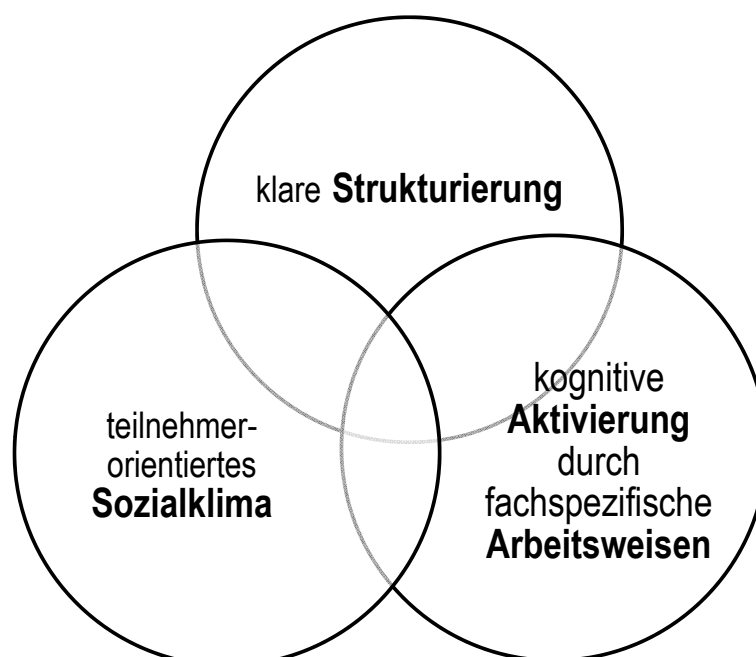 klare Strukturierung
teilnehmer-
orientiertes
Sozialklima
kognitive
Aktivierung
durch
fachspezifische
Arbeitsweisen